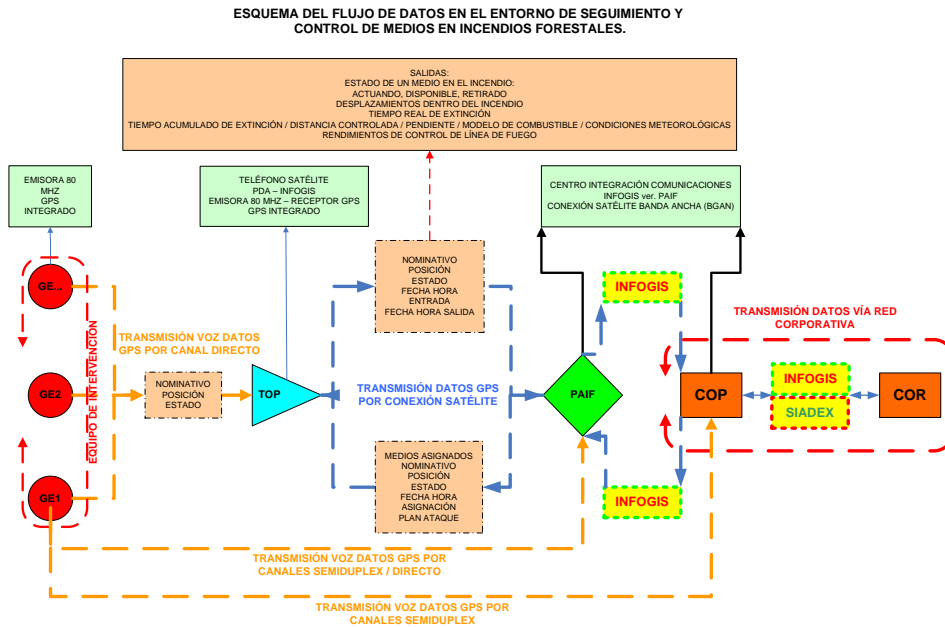 ESQUEMA DEL FLUJO DE DATOS EN EL ENTORNO DE SEGUIMIENTO Y
CONTROL DE MEDIOS EN INCENDIOS FORESTALES.
SALIDAS:
ESTADO DE UN MEDIO EN EL INCENDIO:
ACTUANDO, DISPONIBLE, RETIRADO
DESPLAZAMIENTOS DENTRO DEL INCENDIO
TIEMPO REAL DE EXTINCIÓN
TIEMPO ACUMULADO DE EXTINCIÓN / DISTANCIA CONTROLADA / PENDIENTE / MODELO DE COMBUSTIBLE / CONDICIONES METEOROLÓGICAS
RENDIMIENTOS DE CONTROL DE LÍNEA DE FUEGO
EMISORA 80
MHZ
GPS
INTEGRADO
TELÉFONO SATÉLITE
PDA – INFOGIS
EMISORA 80 MHZ – RECEPTOR GPS
GPS INTEGRADO
CENTRO INTEGRACIÓN COMUNICACIONES
INFOGIS ver. PAIF
CONEXIÓN SATÉLITE BANDA ANCHA (BGAN)
GE...
GE2
GE1
EQUIPO DE INTERVENCIÓN
TRANSMISIÓN VOZ DATOS
GPS POR CANAL DIRECTO
NOMINATIVO
POSICIÓN
ESTADO
TOP
NOMINATIVO
POSICIÓN
ESTADO
FECHA HORA
ENTRADA
FECHA HORA SALIDA
TRANSMISIÓN DATOS GPS
POR CONEXIÓN SATÉLITE
MEDIOS ASIGNADOS
NOMINATIVO
POSICIÓN
ESTADO
FECHA HORA
ASIGNACIÓN
PLAN ATAQUE
PAIF
INFOGIS
INFOGIS
TRANSMISIÓN DATOS VÍA RED
CORPORATIVA
COP
INFOGIS
SIADEX
COR
TRANSMISIÓN VOZ DATOS GPS POR
CANALES SEMIDUPLEX / DIRECTO
TRANSMISIÓN VOZ DATOS GPS POR
CANALES SEMIDUPLEX